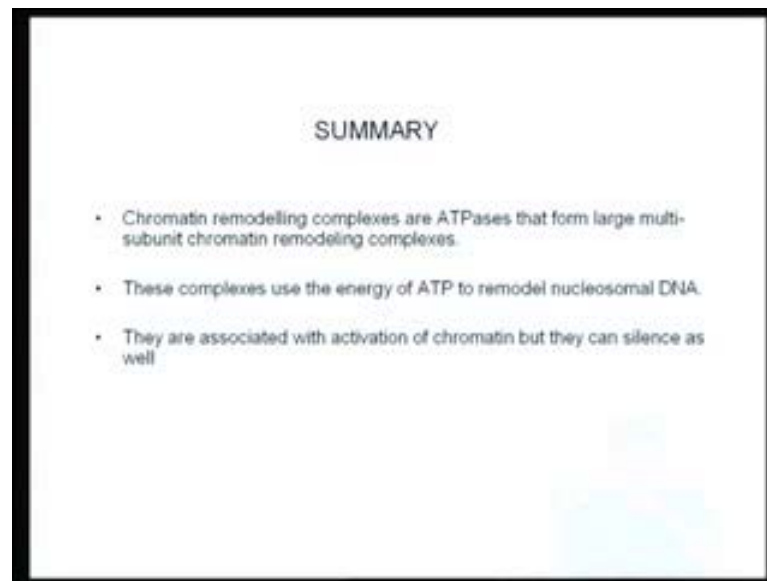 SUMMARY
• Chromatin remodelling complexes are ATPases that form large multi-
subunit chromatin remodeling complexes.
• These complexes use the energy of ATP to remodel nucleosomal DNA.
• They are associated with activation of chromatin but they can silence as
well